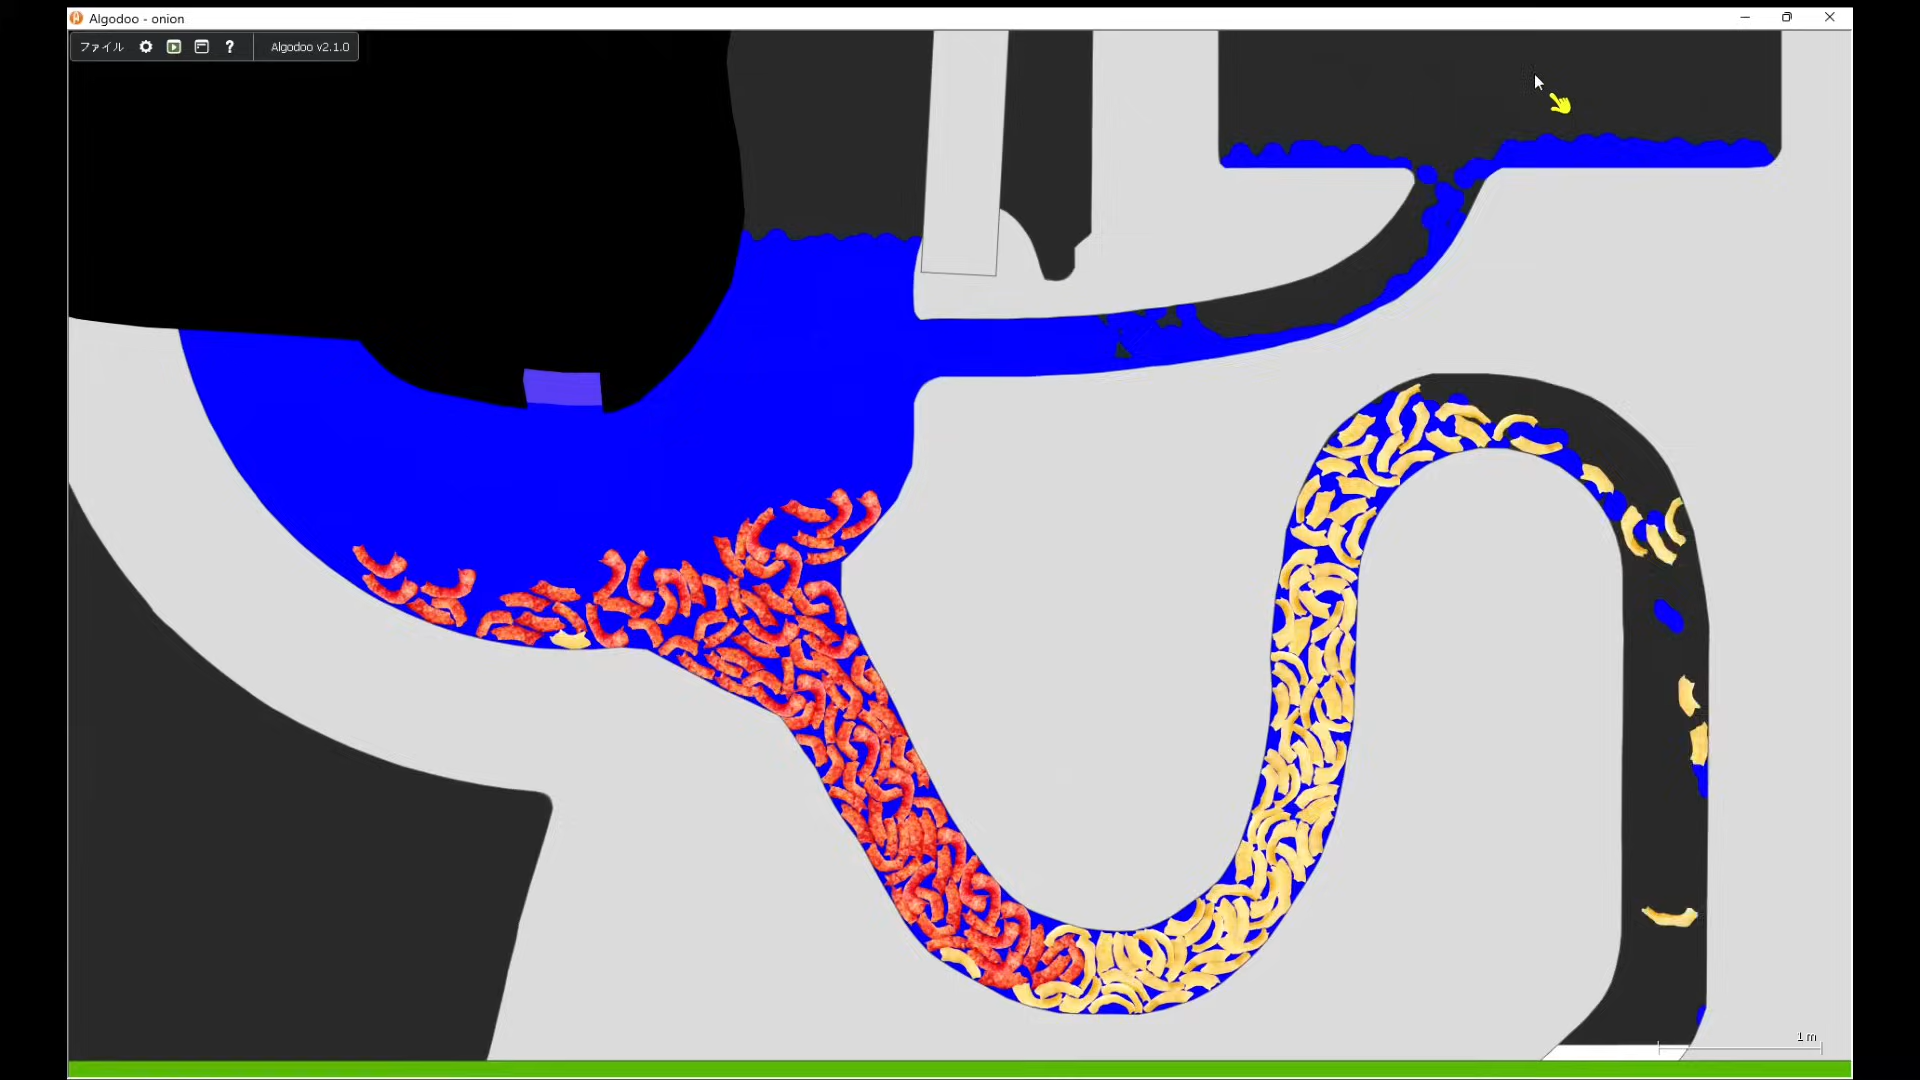 Algodoo - onion
ファイル ? Algodoo v2.1.0
1 m